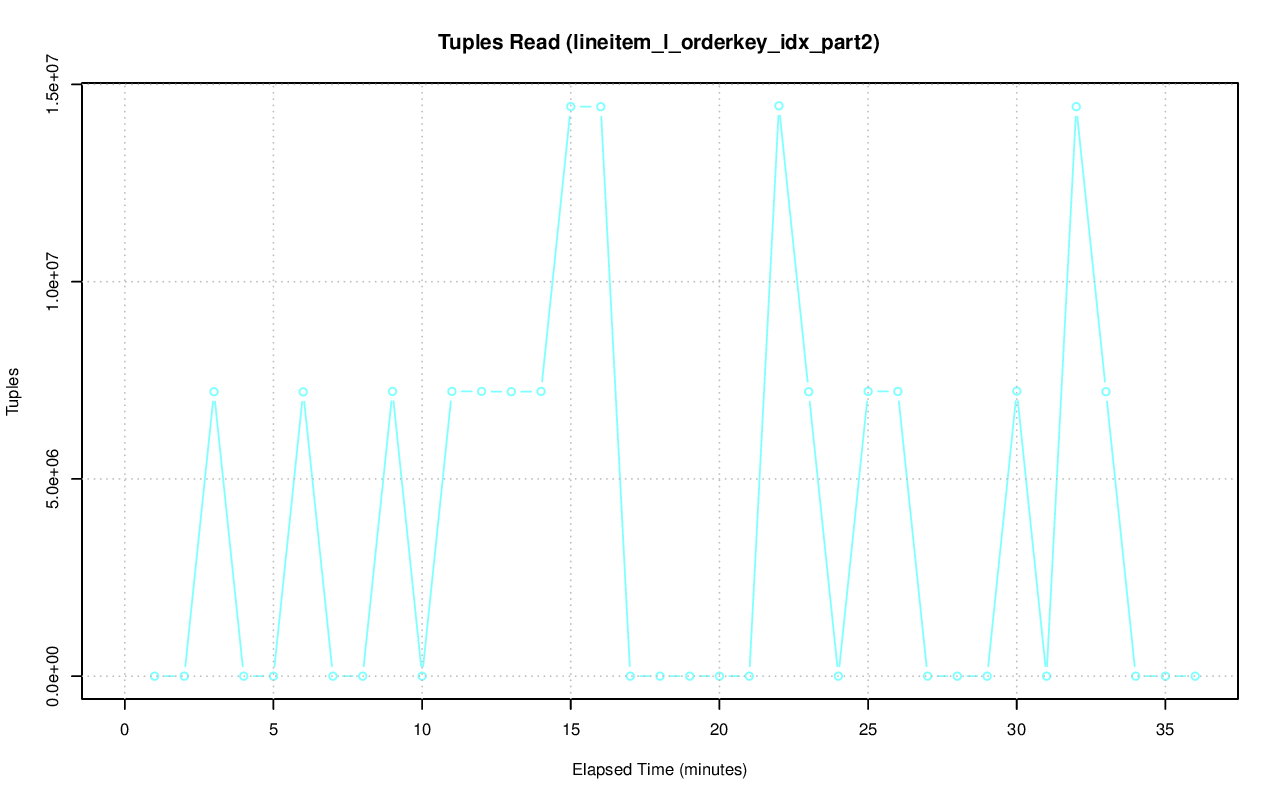 Tuples Read (lineitem_l_orderkey_idx_part2)
Tuples
1.5e+07
1.0e+07
5.0e+06
0.0e+00
0 5 10 15 20 25 30 35
Elapsed Time (minutes)